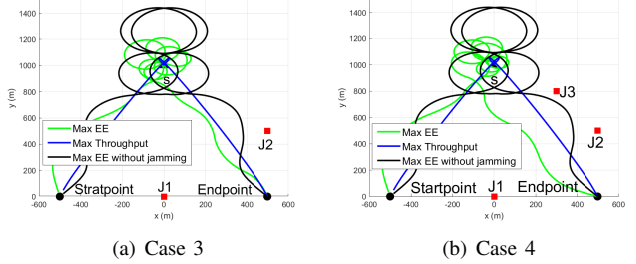 1400
1200
1000
800
600
400
200
0
y (m)
S
J2
Max EE
Max Throughput
Max EE without jamming
Stratpoint J1 Endpoint
-600 -400 -200 0 200 400 600
x (m)
(a) Case 3
1400
1200
1000
800
600
400
200
0
y (m)
S
J3
J2
Max EE
Max Throughput
Max EE without jamming
Startpoint J1 Endpoint
-600 -400 -200 0 200 400 600
x (m)
(b) Case 4